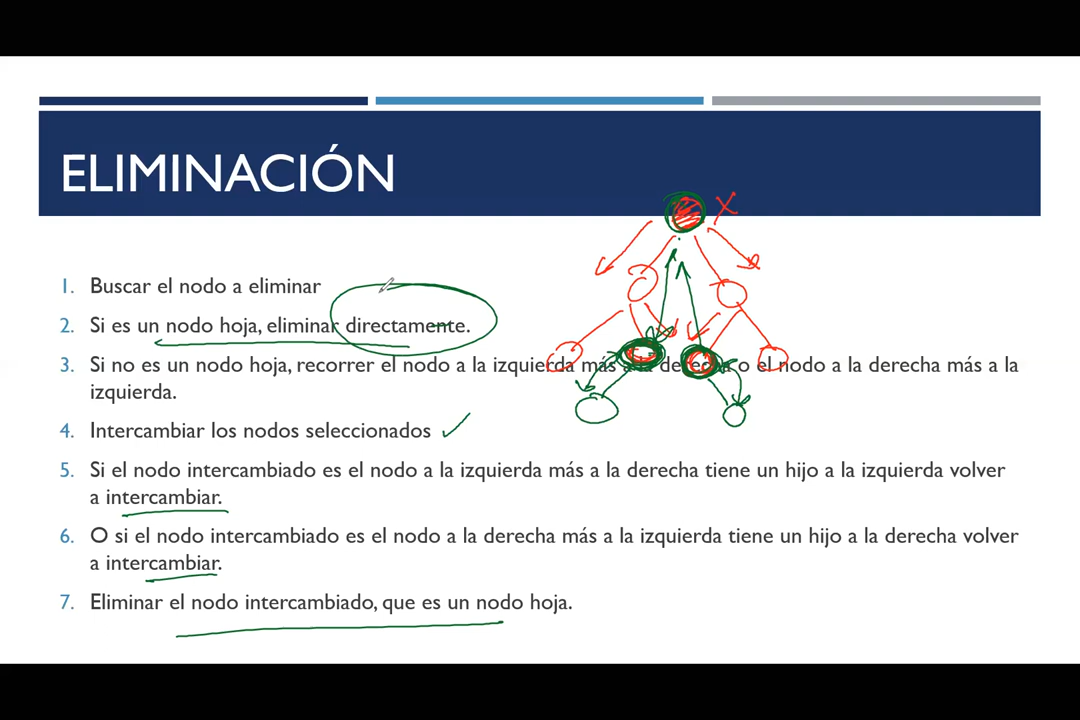 ELIMINACIÓN
X
1. Buscar el nodo a eliminar
2. Si es un nodo hoja, eliminar directamente.
3. Si no es un nodo hoja, recorrer el nodo a la izquierda más a la derecha o el nodo a la derecha más a la
izquierda.
4. Intercambiar los nodos seleccionados
5. Si el nodo intercambiado es el nodo a la izquierda más a la derecha tiene un hijo a la izquierda volver
a intercambiar.
6. O si el nodo intercambiado es el nodo a la derecha más a la izquierda tiene un hijo a la derecha volver
a intercambiar.
7. Eliminar el nodo intercambiado, que es un nodo hoja.